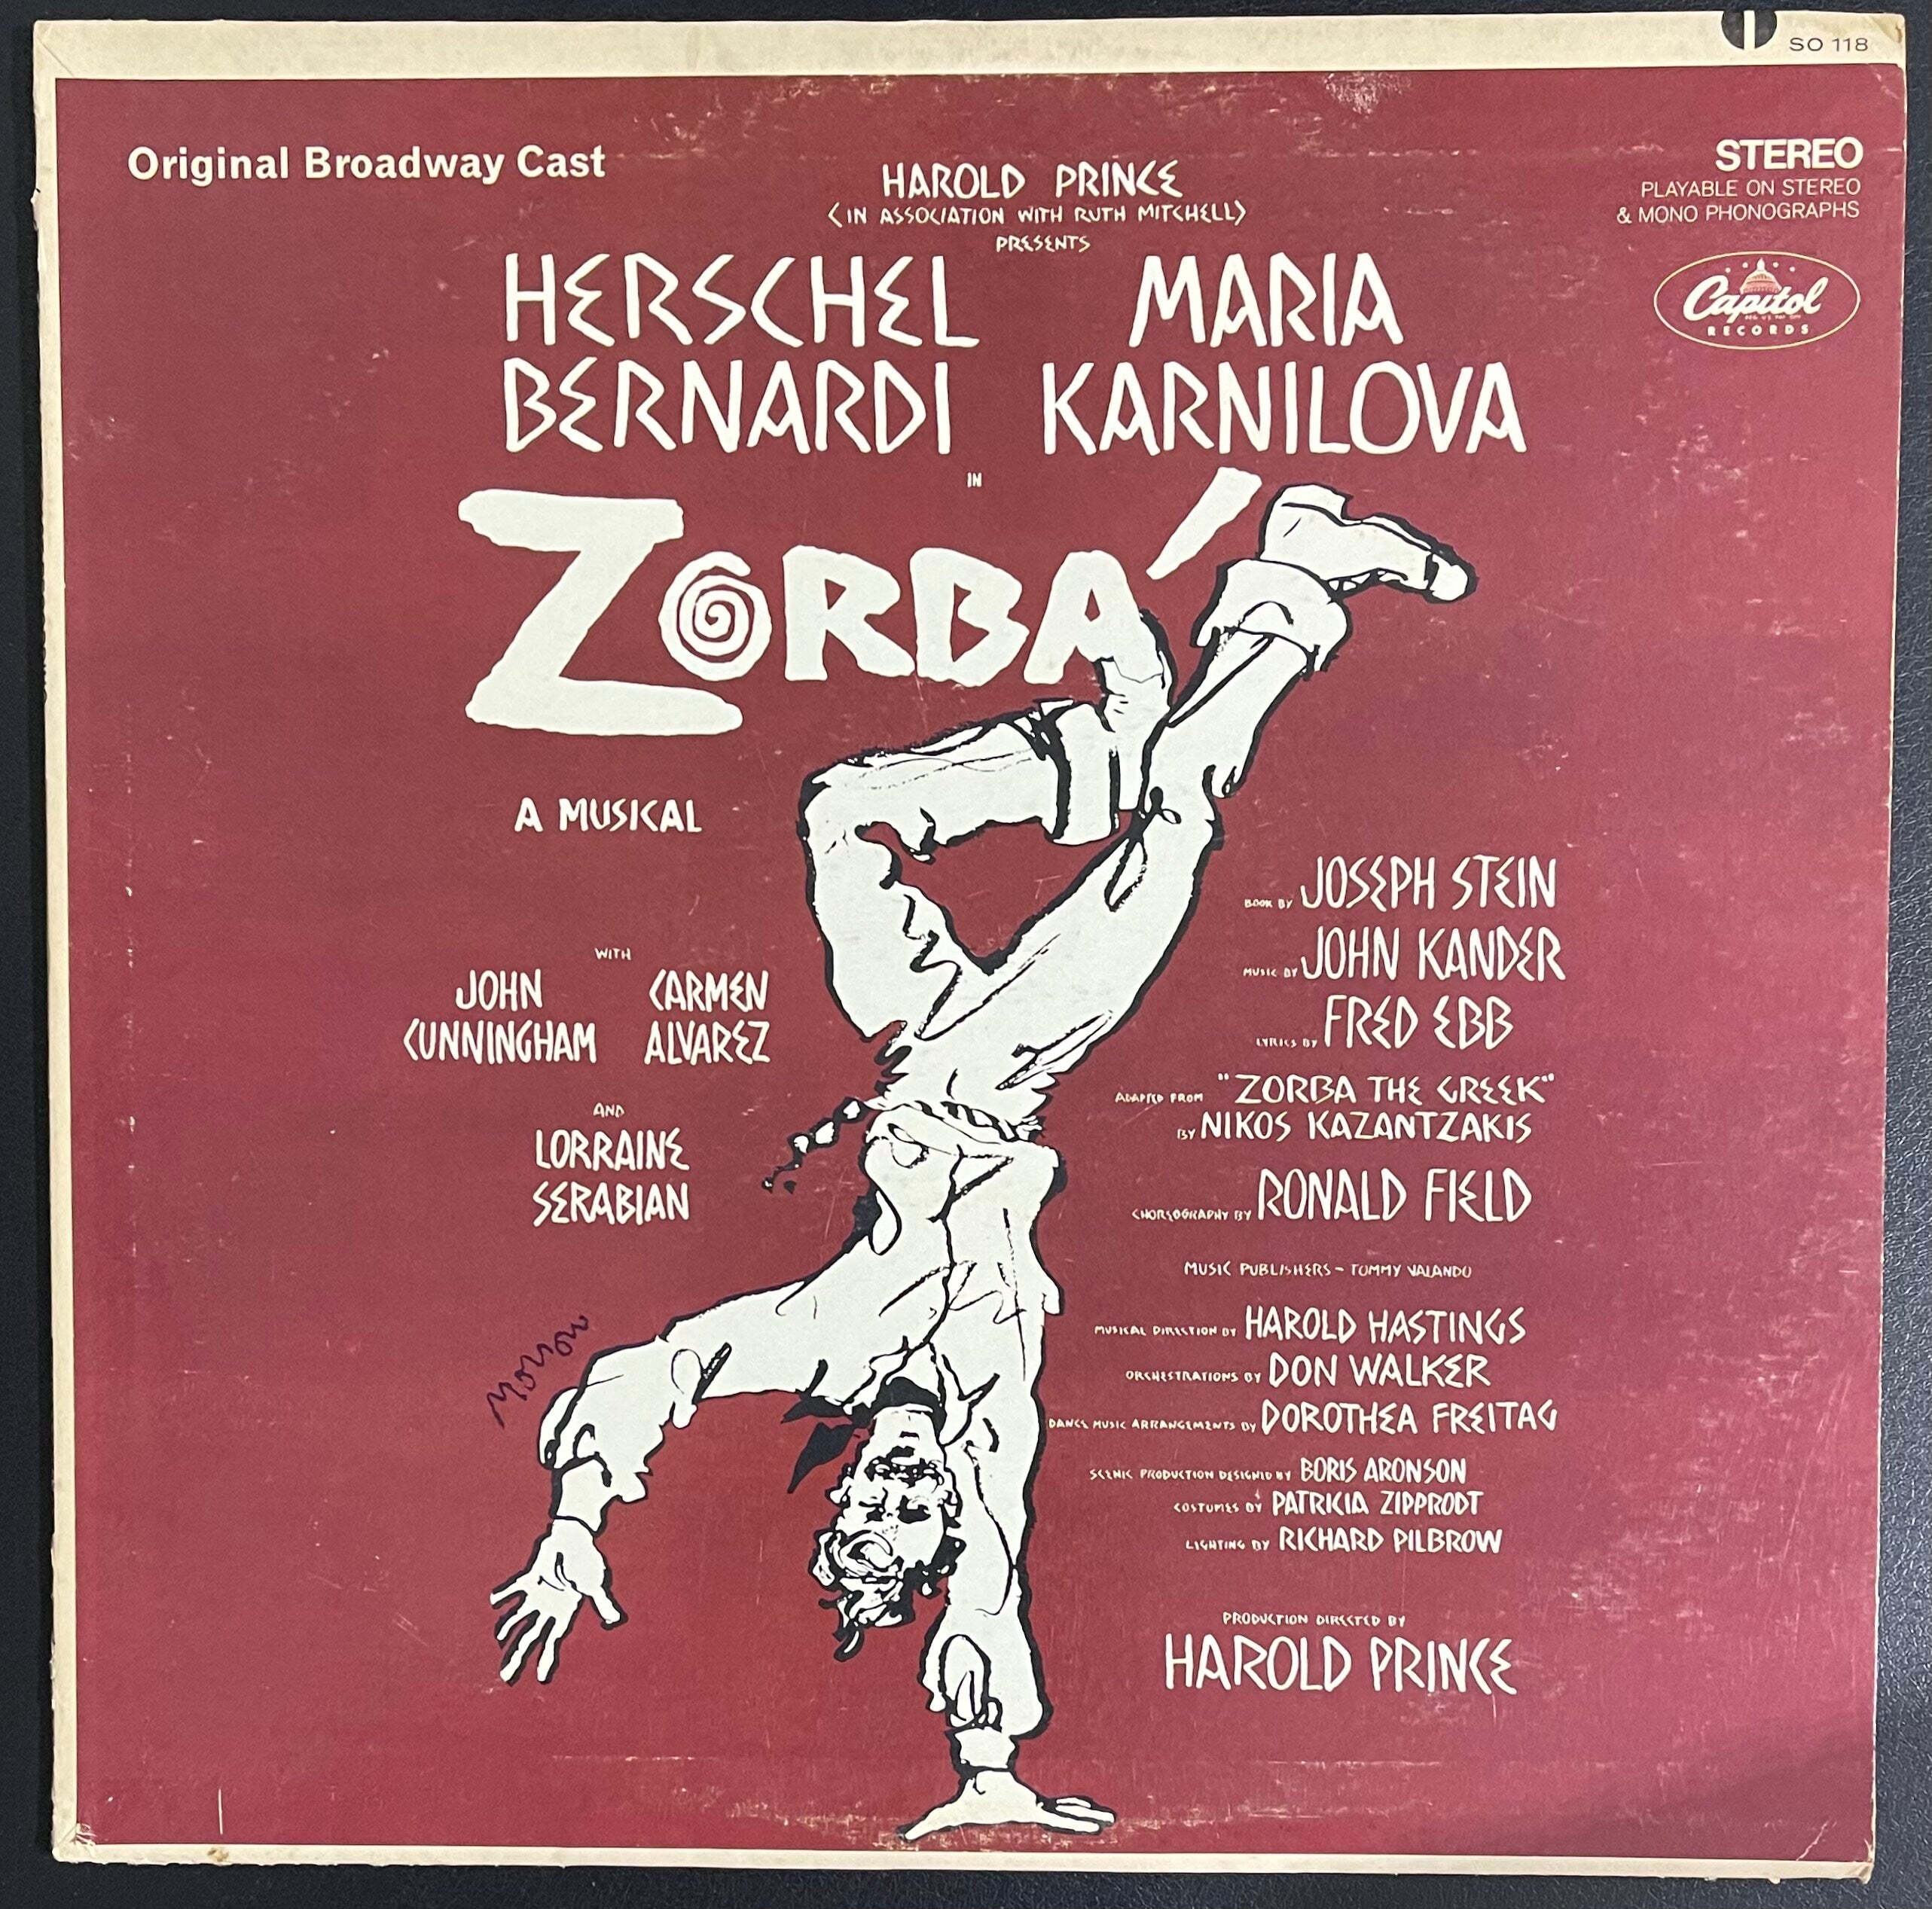 SO 118
Original Broadway Cast
STEREO
PLAYABLE ON STEREO
& MONO PHONOGRAPHS
Capitol
RECORDS
HAROLD PRINCE
(IN ASSOCIATION WITH RUTH MITCHELL)
PRESENTS
HERSCHEL BERNARDI
MARIA KARNILOVA
IN
ZORBÁ
A MUSICAL
WITH
JOHN CUNNINGHAM
CARMEN ALVAREZ
AND
LORRAINE
SERABIAN
BOOK BY JOSEPH STEIN
MUSIC BY JOHN KANDER
LYRICS BY FRED EBB
ADAPTED FROM "ZORBA THE GREEK"
BY NIKOS KAZANTZAKIS
CHOREOGRAPHY BY RONALD FIELD
MUSIC PUBLISHERS - TOMMY VALANDO
MUSICAL DIRECTION BY HAROLD HASTINGS
ORCHESTRATIONS BY DON WALKER
DANCE MUSIC ARRANGEMENTS BY DOROTHEA FREITAG
SCENIC PRODUCTION DESIGNED BY BORIS ARONSON
COSTUMES BY PATRICIA ZIPPRODT
LIGHTING BY RICHARD PILBROW
PRODUCTION DIRECTED BY
HAROLD PRINCE